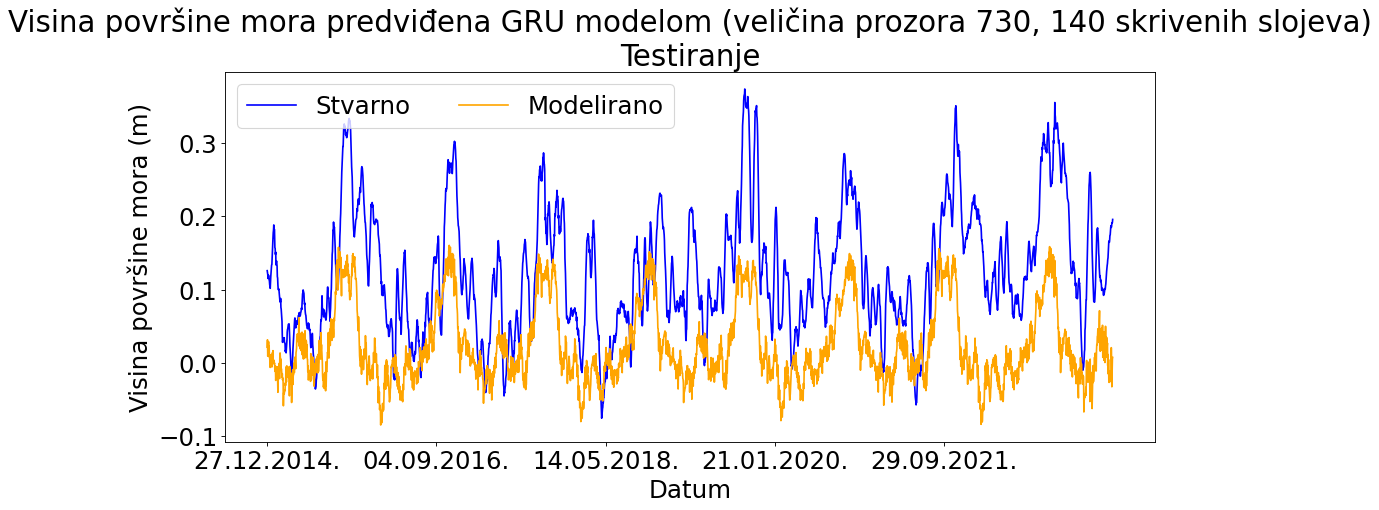 Visina površine mora predviđena GRU modelom (veličina prozora 730, 140 skrivenih slojeva)
Testiranje
Stvarno
Modelirano
Visina površine mora (m)
0.3
0.2
0.1
0.0
−0.1
27.12.2014.
04.09.2016.
14.05.2018.
21.01.2020.
29.09.2021.
Datum